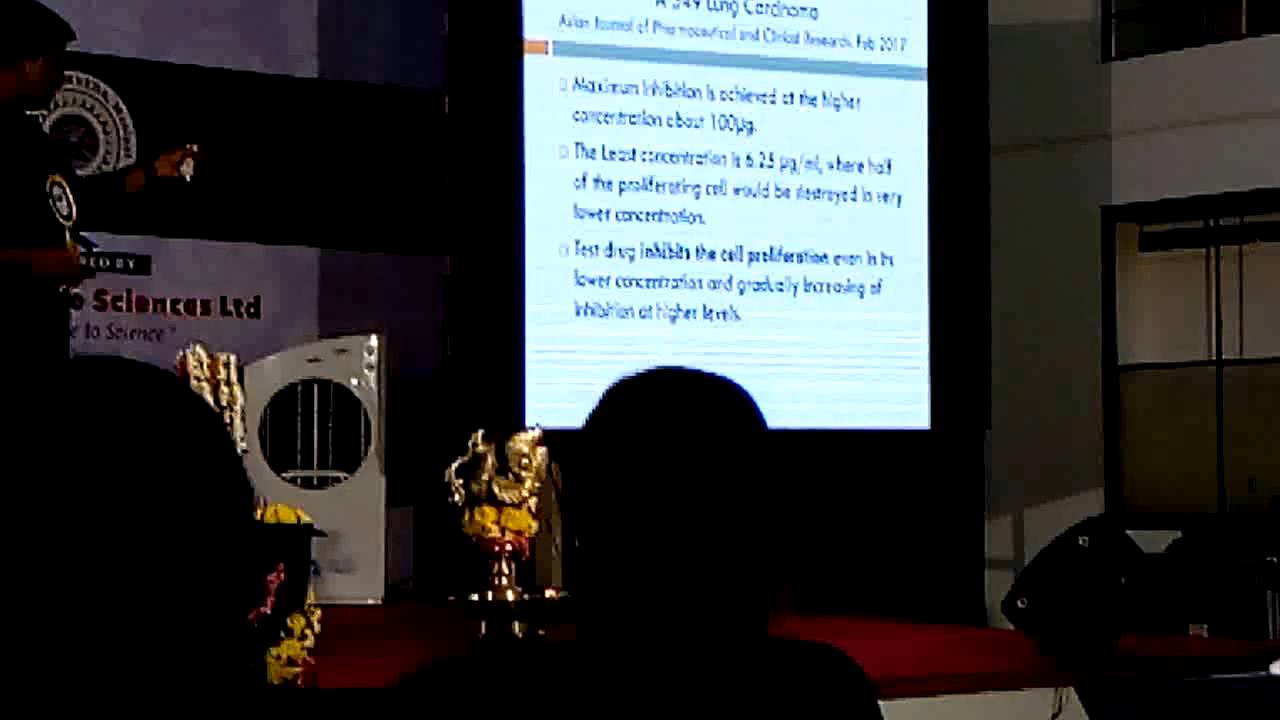 A 549 Lung Carcinoma
Asian Journal of Pharmaceutical and Clinical Research, Feb 2017
Maximum inhibition is achieved at the higher
concentration about 100µg.
The Least concentration is 6.25 µg/ml, where half
of the proliferating cell would be destroyed in very
lower concentration.
Test drug inhibits the cell proliferation even in its
lower concentration and gradually increasing of
inhibition at higher levels.
BY
Sciences Ltd
to Science"